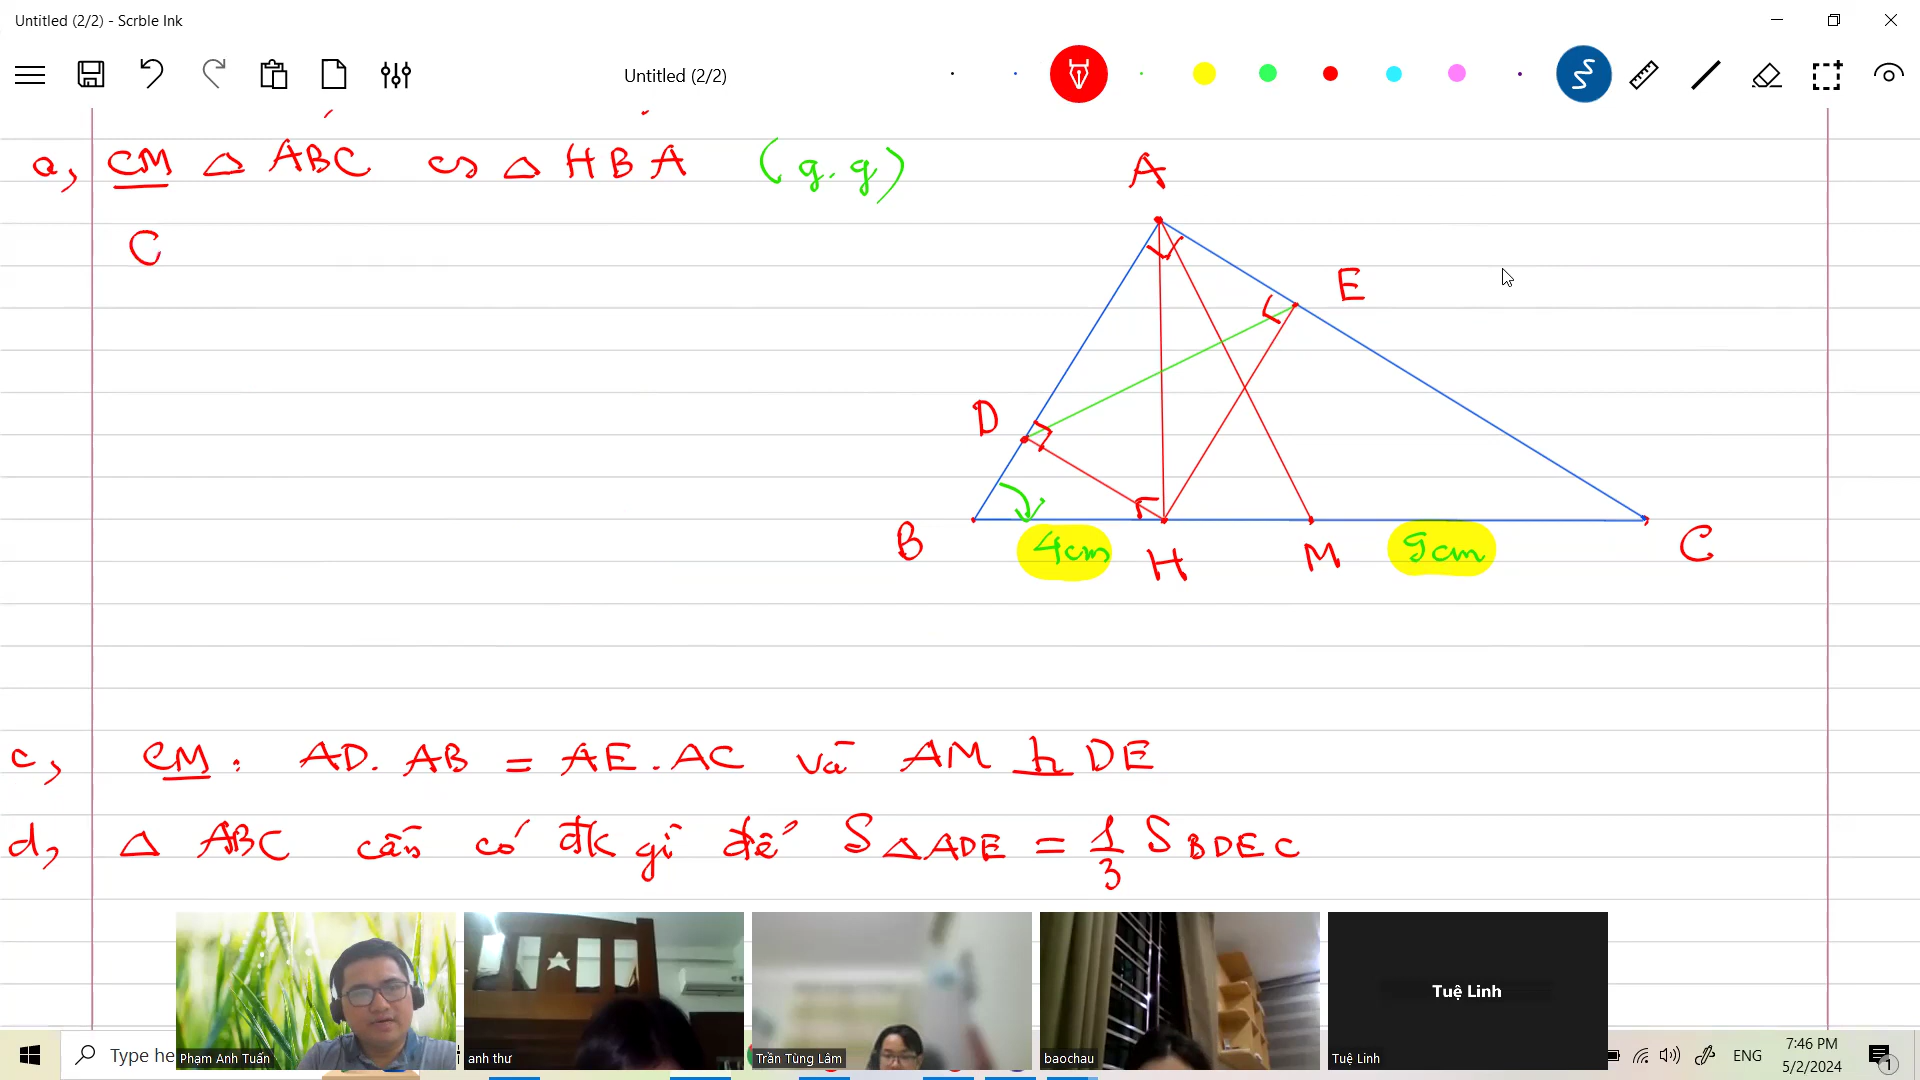 Untitled (2/2) - Scrble Ink
Untitled (2/2)
a, CM △ ABC ∽ △ HBA (g.g)
C
A
E
D
B
4cm
H
M
9cm
C
c, CM: AD. AB = AE. AC và AM ⊥ DE
d, △ ABC cần có đk gì để S△ADE = 1/3 SBDEC
Tuệ Linh
Phạm Anh Tuấn
anh thư
Trần Tùng Lâm
baochau
Tuệ Linh
Type he
ENG
7:46 PM
5/2/2024
1